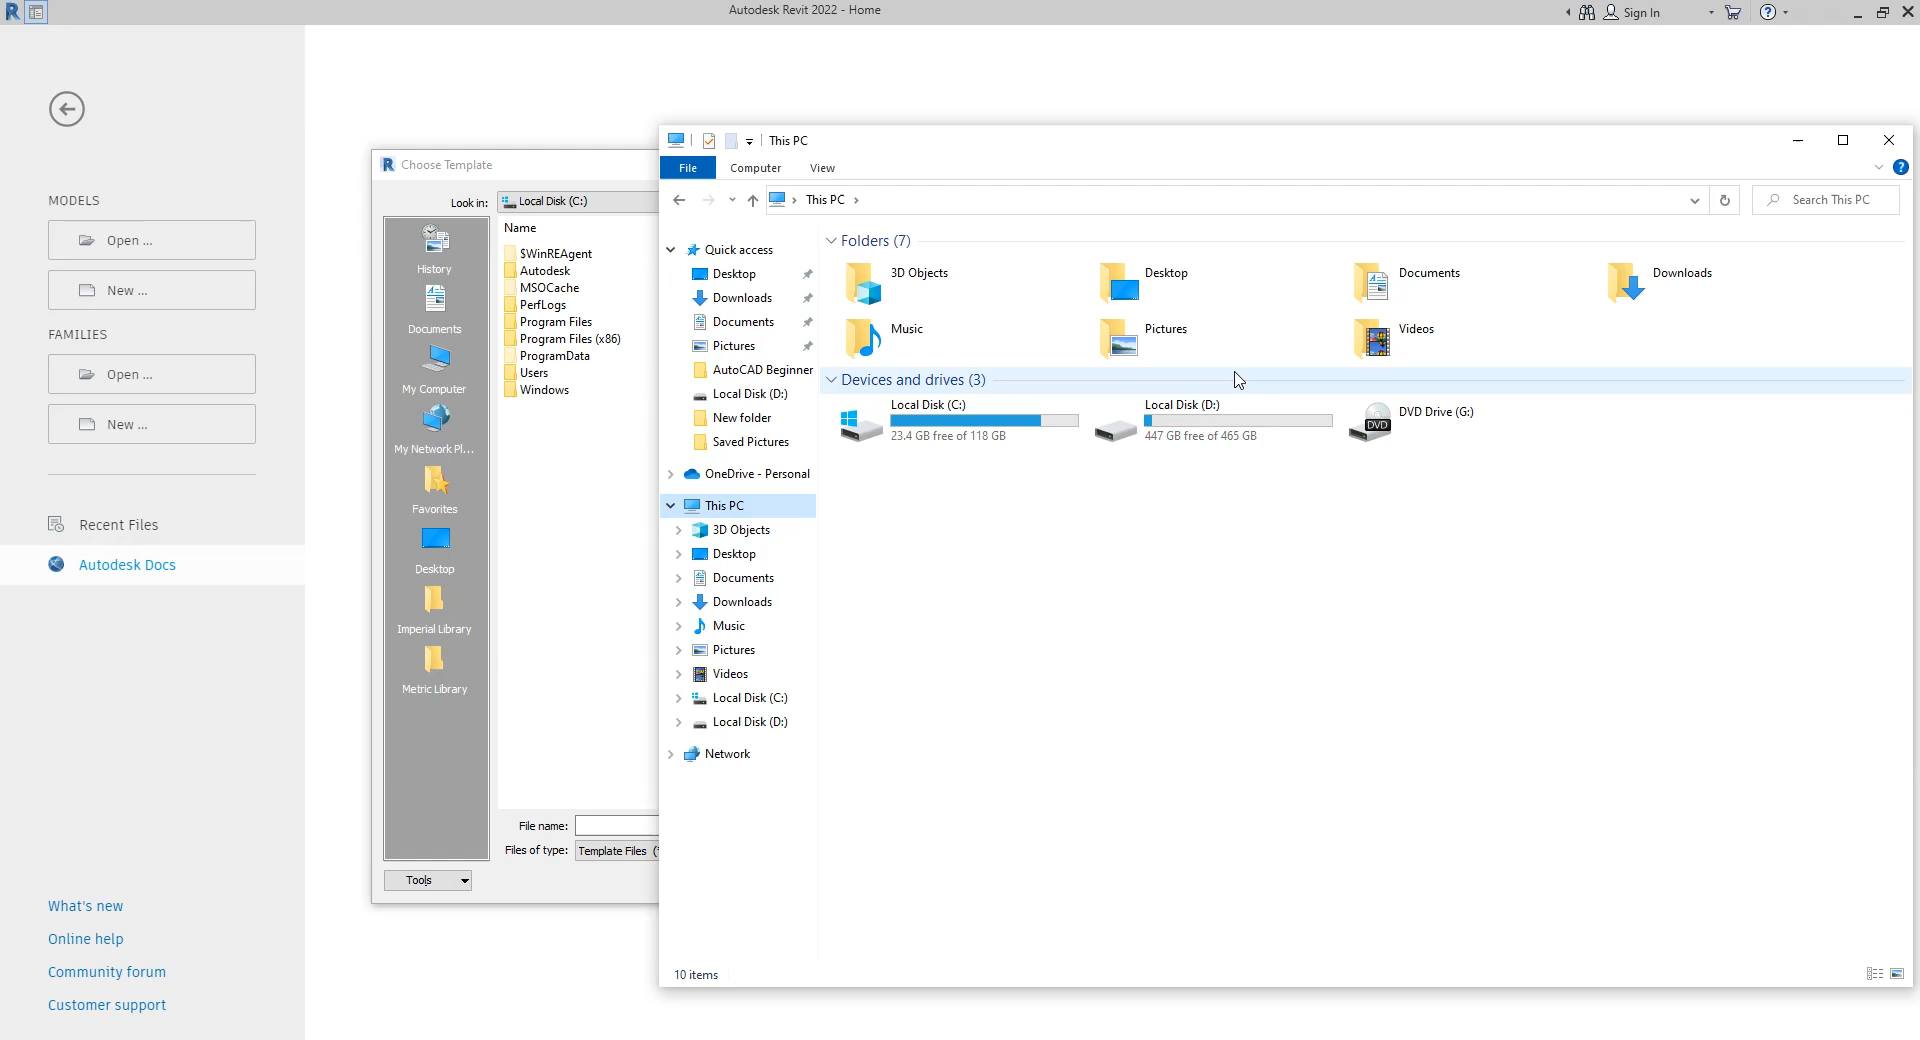 Autodesk Revit 2022 - Home
Sign In
MODELS
Open ...
New ...
FAMILIES
Open ...
New ...
Recent Files
Autodesk Docs
What's new
Online help
Community forum
Customer support
Choose Template
Look in:
Local Disk (C:)
History
Documents
My Computer
My Network Pl...
Favorites
Desktop
Imperial Library
Metric Library
Name
$WinREAgent
Autodesk
MSOCache
PerfLogs
Program Files
Program Files (x86)
ProgramData
Users
Windows
File name:
Files of type:
Template Files (*
Tools
This PC
File
Computer
View
This PC
Search This PC
Quick access
Desktop
Downloads
Documents
Pictures
AutoCAD Beginner
Local Disk (D:)
New folder
Saved Pictures
OneDrive - Personal
This PC
3D Objects
Desktop
Documents
Downloads
Music
Pictures
Videos
Local Disk (C:)
Local Disk (D:)
Network
Folders (7)
3D Objects
Desktop
Documents
Downloads
Music
Pictures
Videos
Devices and drives (3)
Local Disk (C:)
23.4 GB free of 118 GB
Local Disk (D:)
447 GB free of 465 GB
DVD
DVD Drive (G:)
10 items